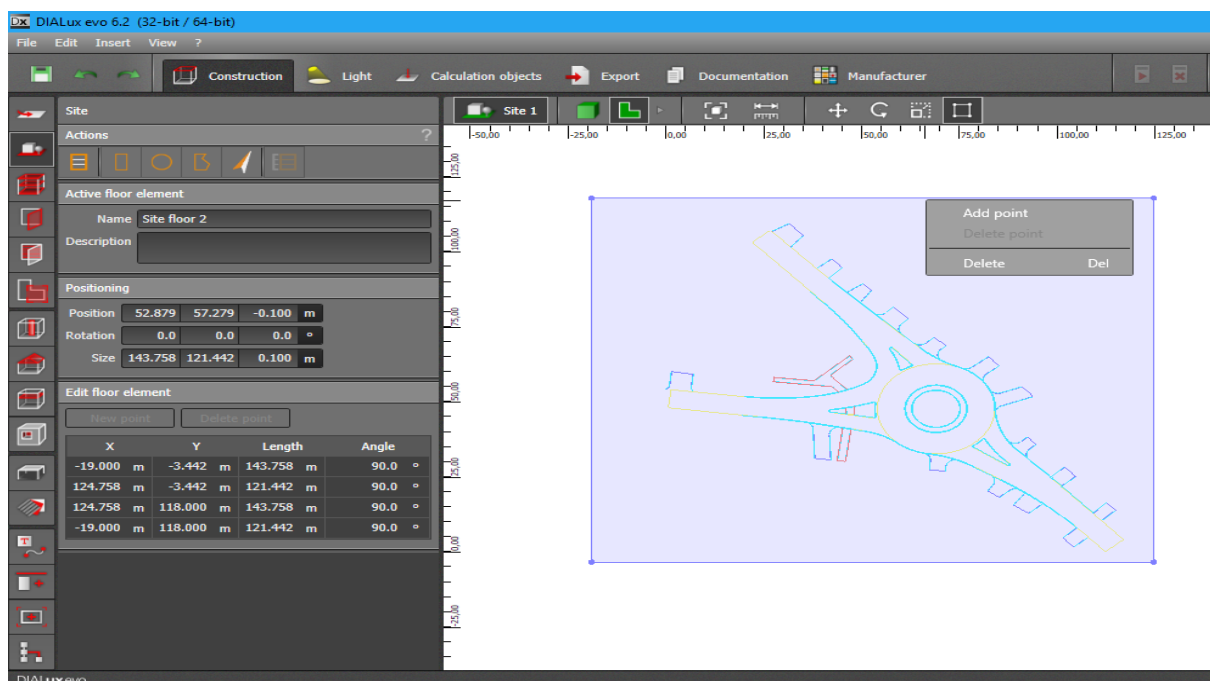 Dx DIALux evo 6.2 (32-bit / 64-bit)
File Edit Insert View ?
Construction Light Calculation objects Export Documentation Manufacturer
Site
Site 1
Actions ?
-50,00 -25,00 0,00 25,00 50,00 75,00 100,00 125,00
125,00
Active floor element
Name Site floor 2
Add point
Description
Delete point
100,00
Delete Del
Positioning
Position 52.879 57.279 -0.100 m
75,00
Rotation 0.0 0.0 0.0 °
Size 143.758 121.442 0.100 m
Edit floor element
50,00
New point Delete point
X Y Length Angle
-19.000 m -3.442 m 143.758 m 90.0 °
25,00
124.758 m -3.442 m 121.442 m 90.0 °
124.758 m 118.000 m 143.758 m 90.0 °
-19.000 m 118.000 m 121.442 m 90.0 °
T
0,00
-25,00
DIALux evo